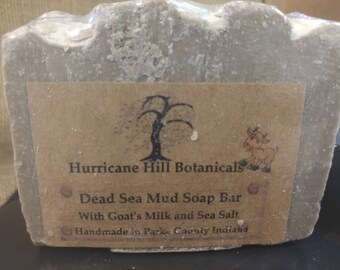 Hurricane Hill Botanicals
Dead Sea Mud Soap Bar
With Goat's Milk and Sea Salt
Handmade in Parke County Indiana